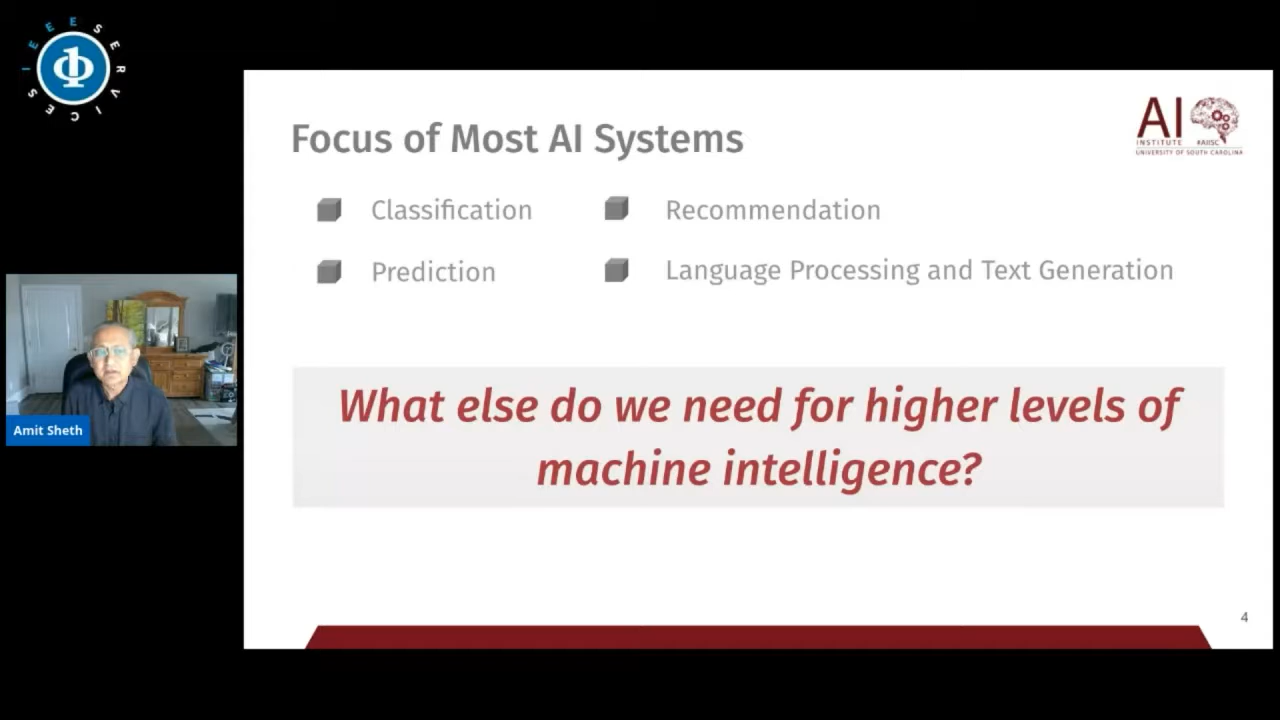 IEEE SERVICES
AI
INSTITUTE #AIISC
UNIVERSITY OF SOUTH CAROLINA
Focus of Most AI Systems
Classification
Recommendation
Prediction
Language Processing and Text Generation
What else do we need for higher levels of
machine intelligence?
Amit Sheth
4